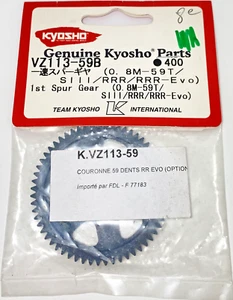 8e
KYOSHO
Genuine Kyosho Parts
VZ113-59B ●400
一速スパーギヤ (0.8M-59T/
SIII/RRR/RRR-Evo)
1st Spur Gear (0.8M-59T/
SIII/RRR/RRR-Evo)
TEAM KYOSHO K INTERNATIONAL
K.VZ113-59
COURONNE 59 DENTS RR EVO (OPTION
Importé par FDL - F 77183